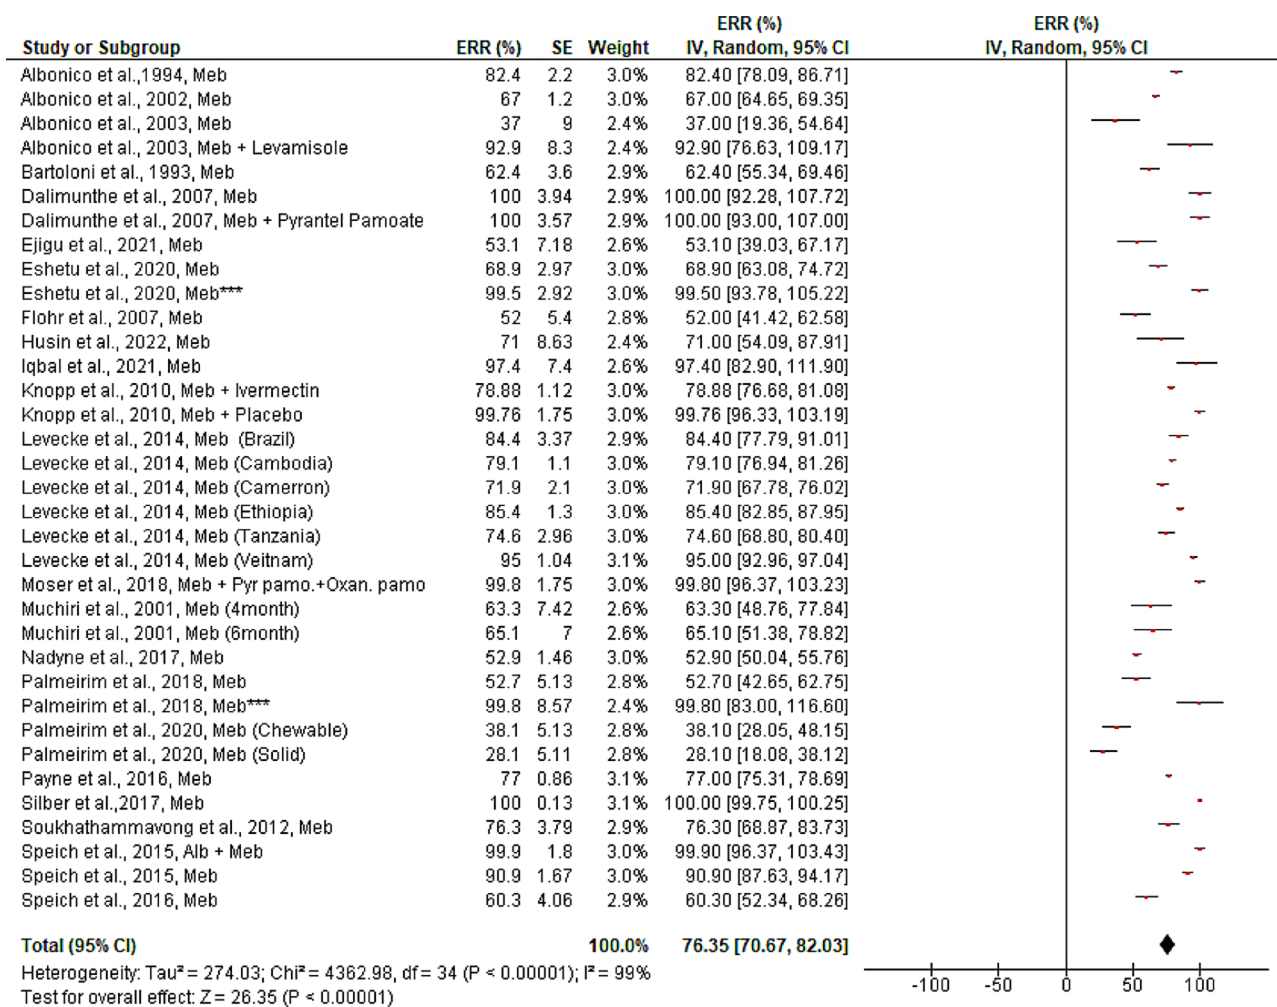 ERR (%) ERR (%)
Study or Subgroup ERR (%) SE Weight IV, Random, 95% CI IV, Random, 95% CI
Albonico et al.,1994, Meb 82.4 2.2 3.0% 82.40 [78.09, 86.71]
Albonico et al., 2002, Meb 67 1.2 3.0% 67.00 [64.65, 69.35]
Albonico et al., 2003, Meb 37 9 2.4% 37.00 [19.36, 54.64]
Albonico et al., 2003, Meb + Levamisole 92.9 8.3 2.4% 92.90 [76.63, 109.17]
Bartoloni et al., 1993, Meb 62.4 3.6 2.9% 62.40 [55.34, 69.46]
Dalimunthe et al., 2007, Meb 100 3.94 2.9% 100.00 [92.28, 107.72]
Dalimunthe et al., 2007, Meb + Pyrantel Pamoate 100 3.57 2.9% 100.00 [93.00, 107.00]
Ejigu et al., 2021, Meb 53.1 7.18 2.6% 53.10 [39.03, 67.17]
Eshetu et al., 2020, Meb 68.9 2.97 3.0% 68.90 [63.08, 74.72]
Eshetu et al., 2020, Meb*** 99.5 2.92 3.0% 99.50 [93.78, 105.22]
Flohr et al., 2007, Meb 52 5.4 2.8% 52.00 [41.42, 62.58]
Husin et al., 2022, Meb 71 8.63 2.4% 71.00 [54.09, 87.91]
Iqbal et al., 2021, Meb 97.4 7.4 2.6% 97.40 [82.90, 111.90]
Knopp et al., 2010, Meb + Ivermectin 78.88 1.12 3.0% 78.88 [76.68, 81.08]
Knopp et al., 2010, Meb + Placebo 99.76 1.75 3.0% 99.76 [96.33, 103.19]
Levecke et al., 2014, Meb (Brazil) 84.4 3.37 2.9% 84.40 [77.79, 91.01]
Levecke et al., 2014, Meb (Cambodia) 79.1 1.1 3.0% 79.10 [76.94, 81.26]
Levecke et al., 2014, Meb (Camerron) 71.9 2.1 3.0% 71.90 [67.78, 76.02]
Levecke et al., 2014, Meb (Ethiopia) 85.4 1.3 3.0% 85.40 [82.85, 87.95]
Levecke et al., 2014, Meb (Tanzania) 74.6 2.96 3.0% 74.60 [68.80, 80.40]
Levecke et al., 2014, Meb (Veitnam) 95 1.04 3.1% 95.00 [92.96, 97.04]
Moser et al., 2018, Meb + Pyr pamo.+Oxan. pamo 99.8 1.75 3.0% 99.80 [96.37, 103.23]
Muchiri et al., 2001, Meb (4month) 63.3 7.42 2.6% 63.30 [48.76, 77.84]
Muchiri et al., 2001, Meb (6month) 65.1 7 2.6% 65.10 [51.38, 78.82]
Nadyne et al., 2017, Meb 52.9 1.46 3.0% 52.90 [50.04, 55.76]
Palmeirim et al., 2018, Meb 52.7 5.13 2.8% 52.70 [42.65, 62.75]
Palmeirim et al., 2018, Meb*** 99.8 8.57 2.4% 99.80 [83.00, 116.60]
Palmeirim et al., 2020, Meb (Chewable) 38.1 5.13 2.8% 38.10 [28.05, 48.15]
Palmeirim et al., 2020, Meb (Solid) 28.1 5.11 2.8% 28.10 [18.08, 38.12]
Payne et al., 2016, Meb 77 0.86 3.1% 77.00 [75.31, 78.69]
Silber et al.,2017, Meb 100 0.13 3.1% 100.00 [99.75, 100.25]
Soukhathammavong et al., 2012, Meb 76.3 3.79 2.9% 76.30 [68.87, 83.73]
Speich et al., 2015, Alb + Meb 99.9 1.8 3.0% 99.90 [96.37, 103.43]
Speich et al., 2015, Meb 90.9 1.67 3.0% 90.90 [87.63, 94.17]
Speich et al., 2016, Meb 60.3 4.06 2.9% 60.30 [52.34, 68.26]
Total (95% CI) 100.0% 76.35 [70.67, 82.03]
Heterogeneity: Tau² = 274.03; Chi² = 4362.98, df = 34 (P < 0.00001); I² = 99%
Test for overall effect: Z = 26.35 (P < 0.00001)
-100 -50 0 50 100